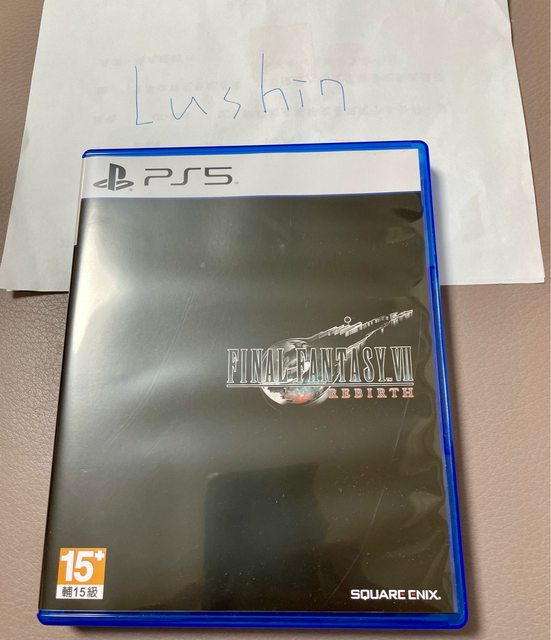 Lushin
PS5
FINAL FANTASY VII
REBIRTH
15+
輔15級
SQUARE ENIX